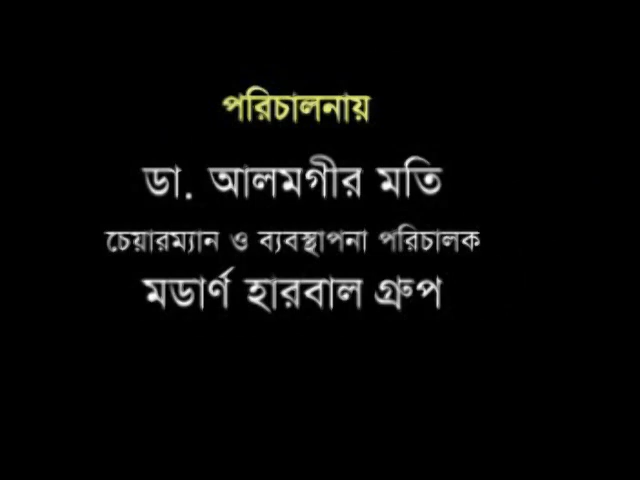 পরিচালনায়
ডা. আলমগীর মতি
চেয়ারম্যান ও ব্যবস্থাপনা পরিচালক
মডার্ণ হারবাল গ্রুপ